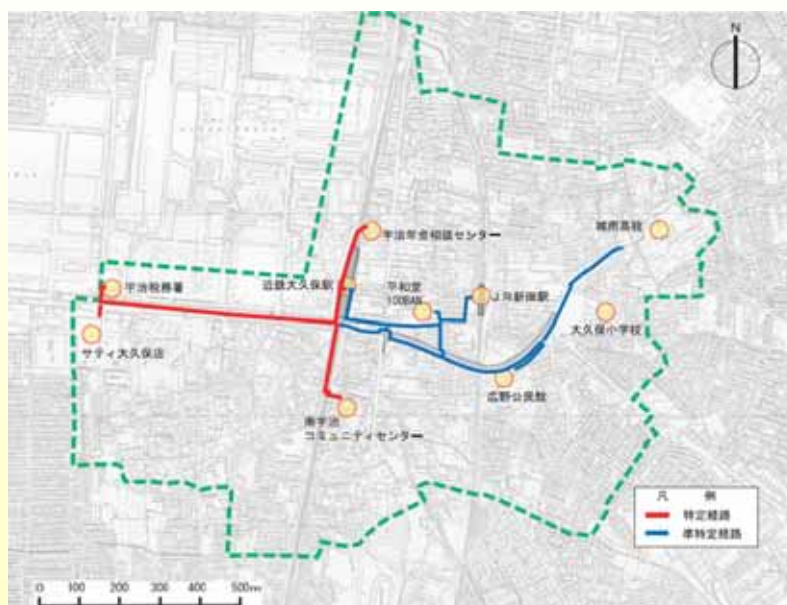 N
城南高校
宇治年金相談センター
近鉄大久保駅
平和堂
100BAN
JR新田駅
宇治税務署
大久保小学校
サティ大久保店
広野公民館
南宇治
コミュニティセンター
凡 例
特定経路
準特定経路
0 100 200 300 400 500m